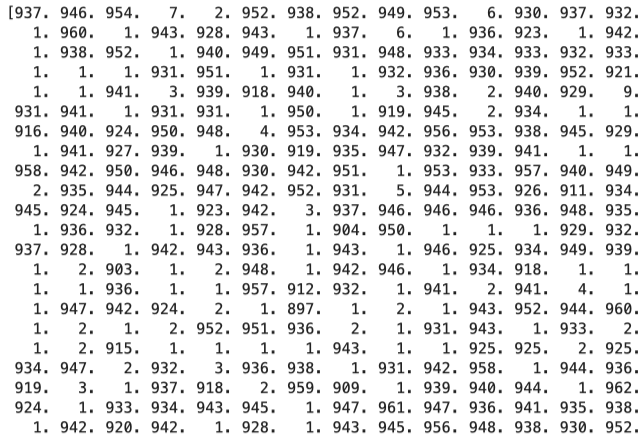 [937. 946. 954. 7. 2. 952. 938. 952. 949. 953. 6. 930. 937. 932.
1. 960. 1. 943. 928. 943. 1. 937. 6. 1. 936. 923. 1. 942.
1. 938. 952. 1. 940. 949. 951. 931. 948. 933. 934. 933. 932. 933.
1. 1. 1. 931. 951. 1. 931. 1. 932. 936. 930. 939. 952. 921.
1. 1. 941. 3. 939. 918. 940. 1. 3. 938. 2. 940. 929. 9.
931. 941. 1. 931. 931. 1. 950. 1. 919. 945. 2. 934. 1. 1.
916. 940. 924. 950. 948. 4. 953. 934. 942. 956. 953. 938. 945. 929.
1. 941. 927. 939. 1. 930. 919. 935. 947. 932. 939. 941. 1. 1.
958. 942. 950. 946. 948. 930. 942. 951. 1. 953. 933. 957. 940. 949.
2. 935. 944. 925. 947. 942. 952. 931. 5. 944. 953. 926. 911. 934.
945. 924. 945. 1. 923. 942. 3. 937. 946. 946. 946. 936. 948. 935.
1. 936. 932. 1. 928. 957. 1. 904. 950. 1. 1. 1. 929. 932.
937. 928. 1. 942. 943. 936. 1. 943. 1. 946. 925. 934. 949. 939.
1. 2. 903. 1. 2. 948. 1. 942. 946. 1. 934. 918. 1. 1.
1. 1. 936. 1. 1. 957. 912. 932. 1. 941. 2. 941. 4. 1.
1. 947. 942. 924. 2. 1. 897. 1. 2. 1. 943. 952. 944. 960.
1. 2. 1. 2. 952. 951. 936. 2. 1. 931. 943. 1. 933. 2.
1. 2. 915. 1. 1. 1. 1. 943. 1. 1. 925. 925. 2. 925.
934. 947. 2. 932. 3. 936. 938. 1. 931. 942. 958. 1. 944. 936.
919. 3. 1. 937. 918. 2. 959. 909. 1. 939. 940. 944. 1. 962.
924. 1. 933. 934. 943. 945. 1. 947. 961. 947. 936. 941. 935. 938.
1. 942. 920. 942. 1. 928. 1. 943. 945. 956. 948. 938. 930. 952.